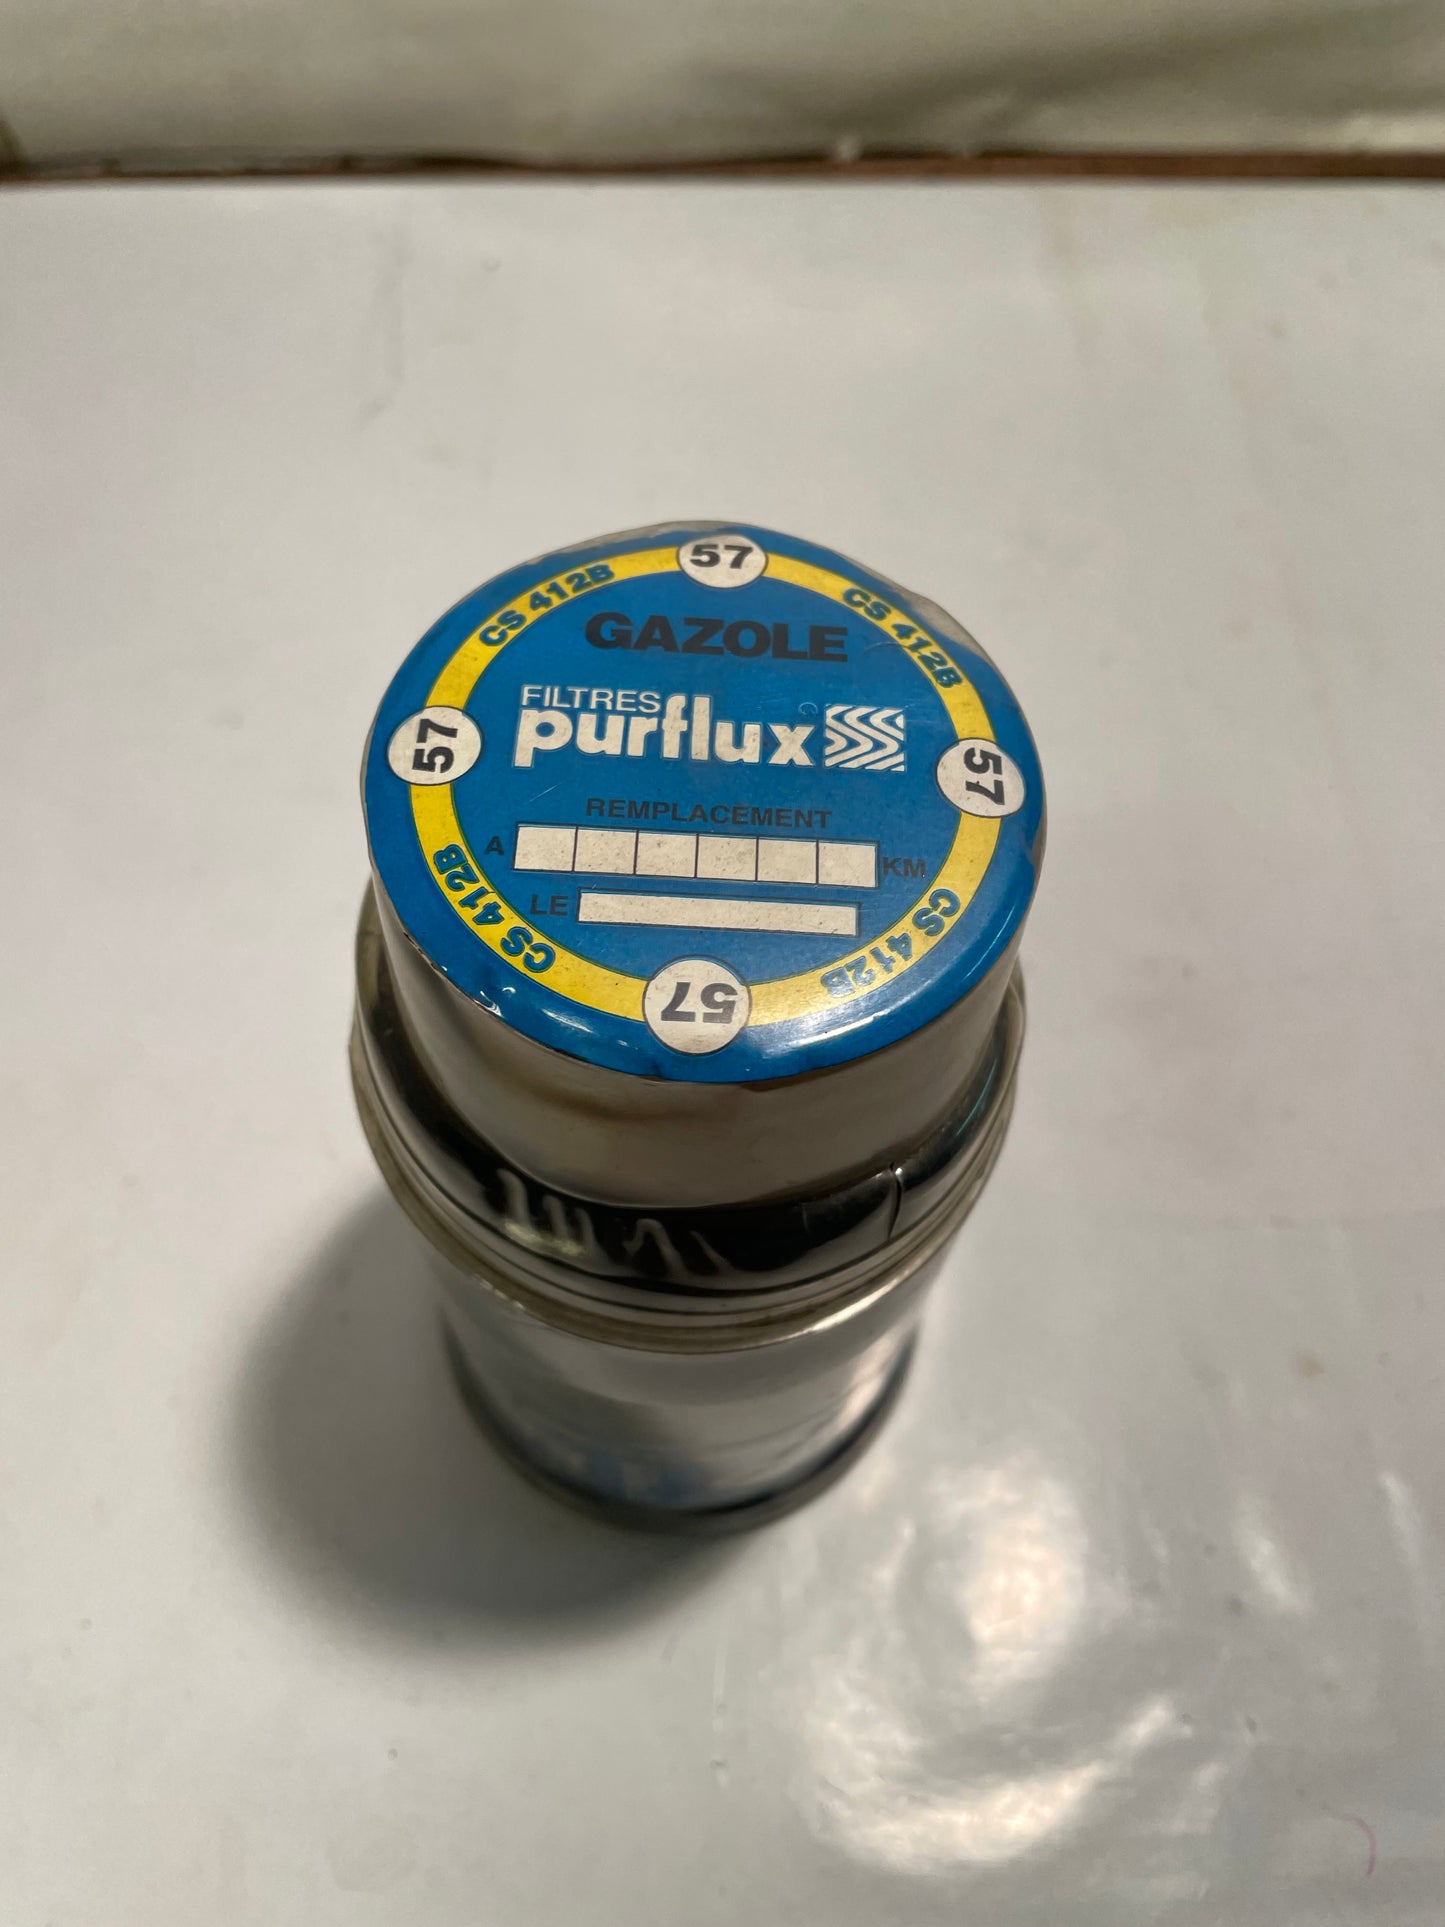 57
CS 412B
CS 412B
GAZOLE
FILTRES
purflux
57
57
REMPLACEMENT
A KM
LE
CS 412B
CS 412B
57